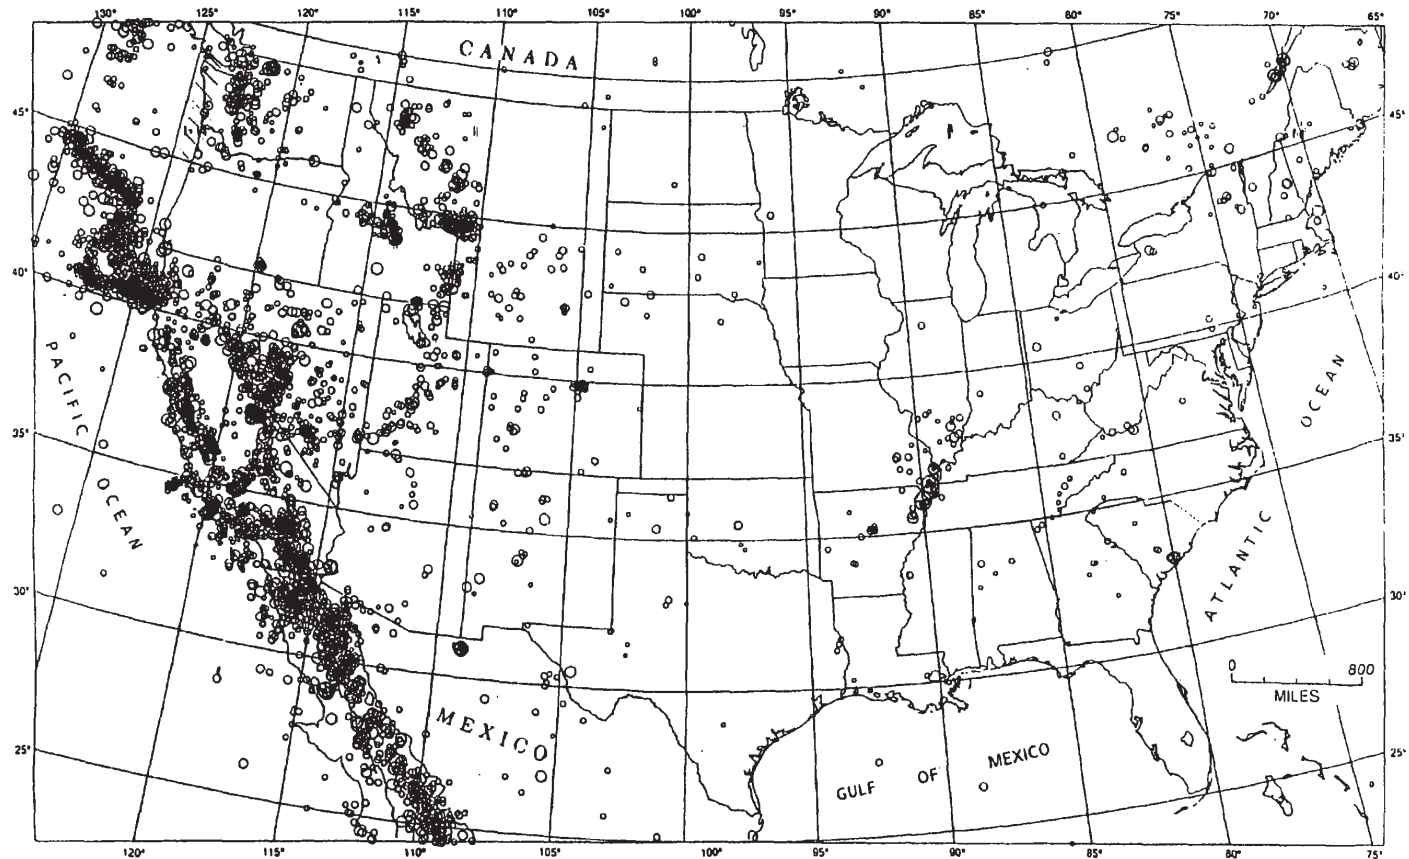 130° 125° 120° 115° 110° 105° 100° 95° 90° 85° 80° 75° 70° 65°
CANADA
45° 45°
40° 40°
PACIFIC
OCEAN
35° 35°
OCEAN
ATLANTIC
30° 30°
0 800
MILES
MEXICO
GULF OF MEXICO
25° 25°
120° 115° 110° 105° 100° 95° 90° 85° 80° 75°